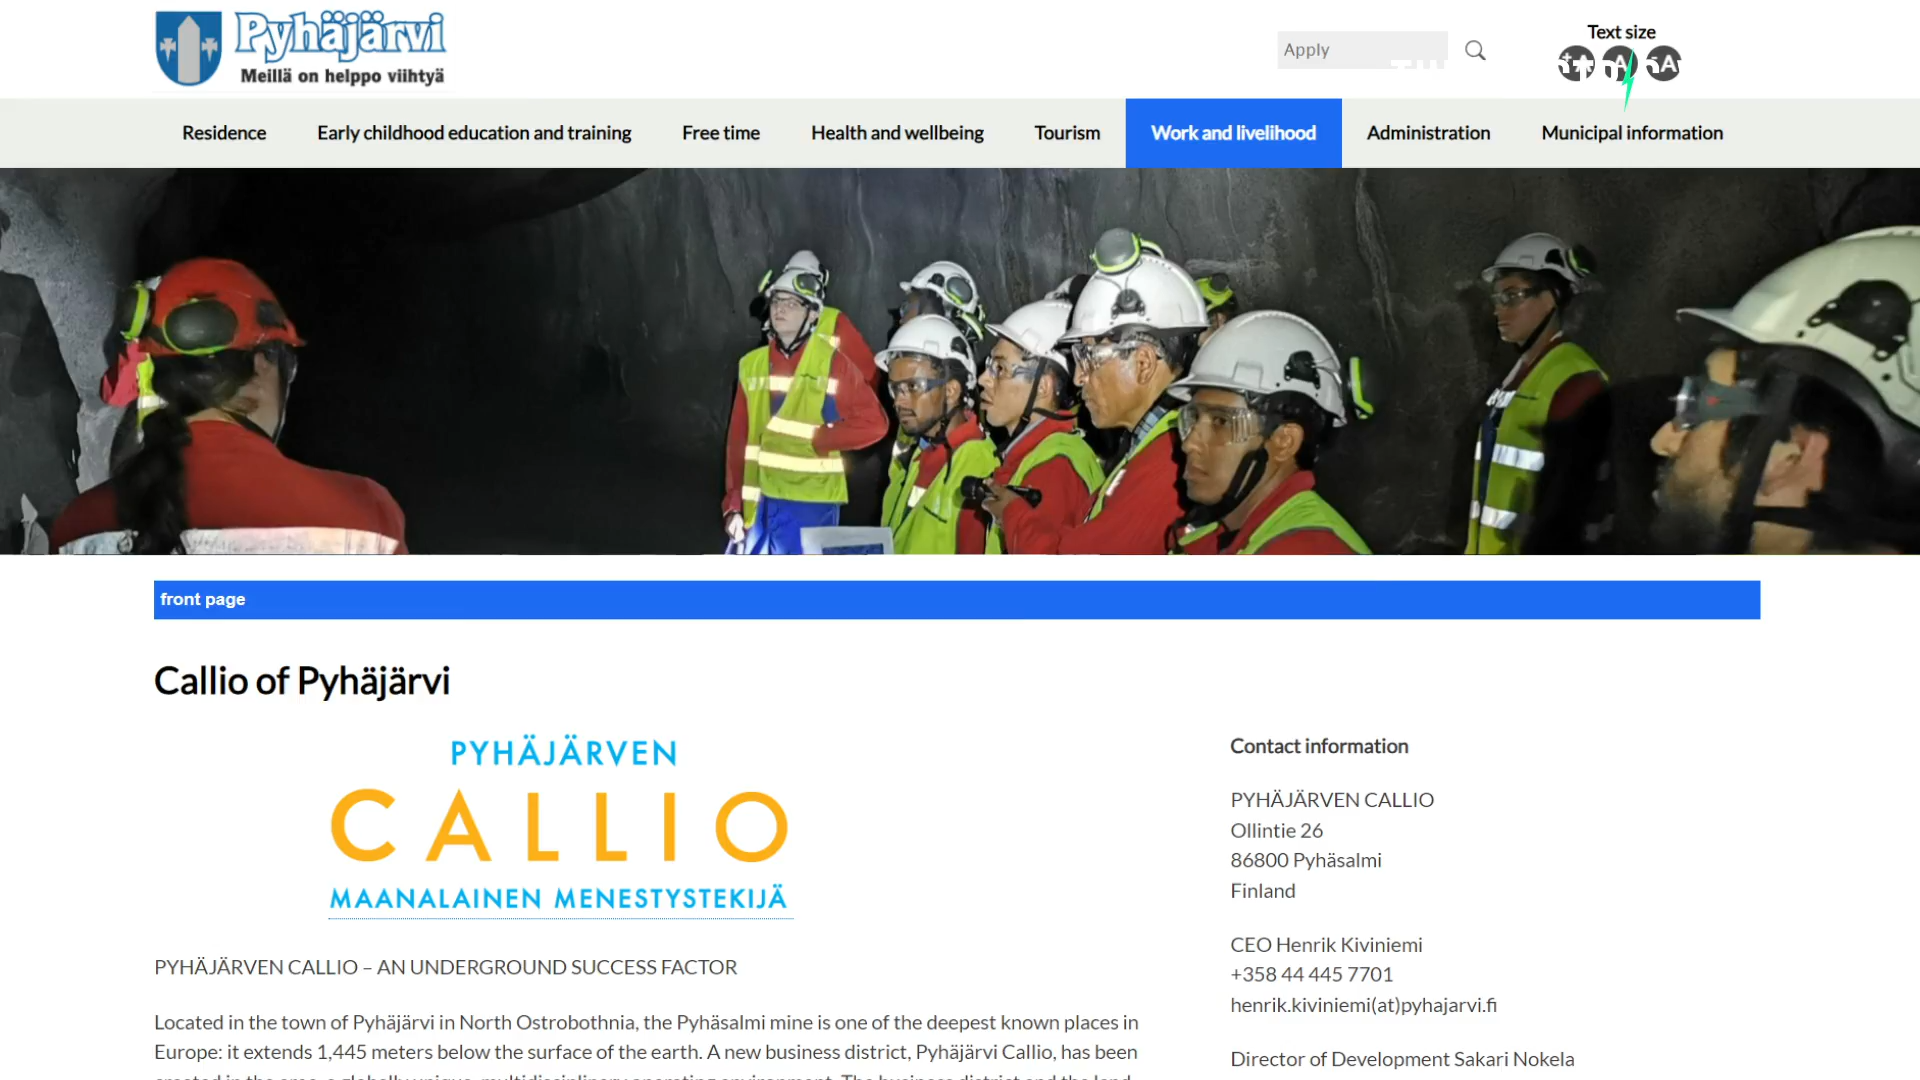 Pyhäjärvi
Meillä on helppo viihtyä
Apply
Text size
Residence
Early childhood education and training
Free time
Health and wellbeing
Tourism
Work and livelihood
Administration
Municipal information
front page
Callio of Pyhäjärvi
PYHÄJÄRVEN
CALLIO
MAANALAINEN MENESTYSTEKIJÄ
PYHÄJÄRVEN CALLIO – AN UNDERGROUND SUCCESS FACTOR
Located in the town of Pyhäjärvi in North Ostrobothnia, the Pyhäsalmi mine is one of the deepest known places in
Europe: it extends 1,445 meters below the surface of the earth. A new business district, Pyhäjärvi Callio, has been
Contact information
PYHÄJÄRVEN CALLIO
Ollintie 26
86800 Pyhäsalmi
Finland
CEO Henrik Kiviniemi
+358 44 445 7701
henrik.kiviniemi(at)pyhajarvi.fi
Director of Development Sakari Nokela